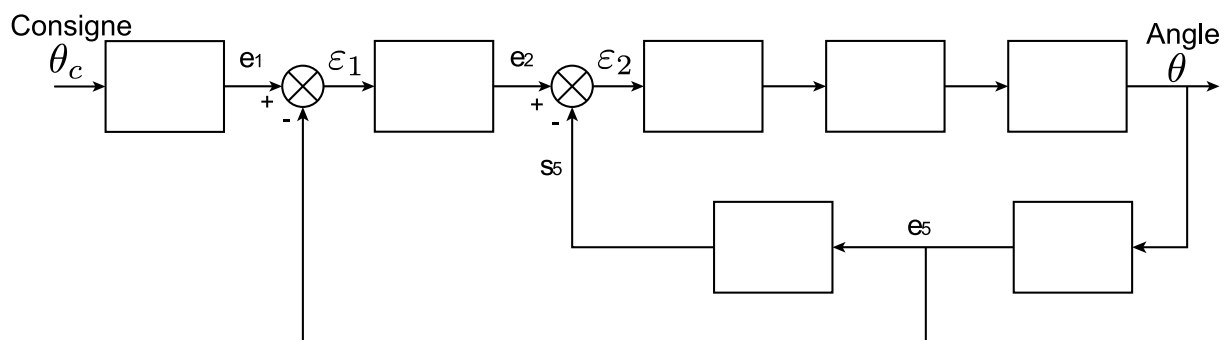 Consigne
θc
e1
+
-
ε1
e2
+
-
ε2
Angle
θ
s5
e5